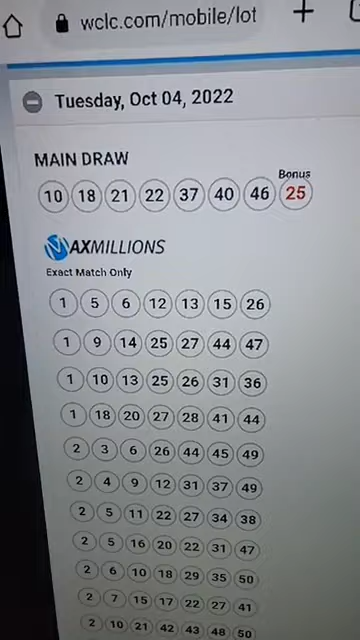 wclc.com/mobile/lot
Tuesday, Oct 04, 2022
MAIN DRAW
Bonus
10 18 21 22 37 40 46 25
MAXMILLIONS
Exact Match Only
1 5 6 12 13 15 26
1 9 14 25 27 44 47
1 10 13 25 26 31 36
1 18 20 27 28 41 44
2 3 6 26 44 45 49
2 4 9 12 31 37 49
2 5 11 22 27 34 38
2 5 16 20 22 31 47
2 6 10 18 29 35 50
2 7 15 17 22 27 41
2 10 21 42 43 48 50